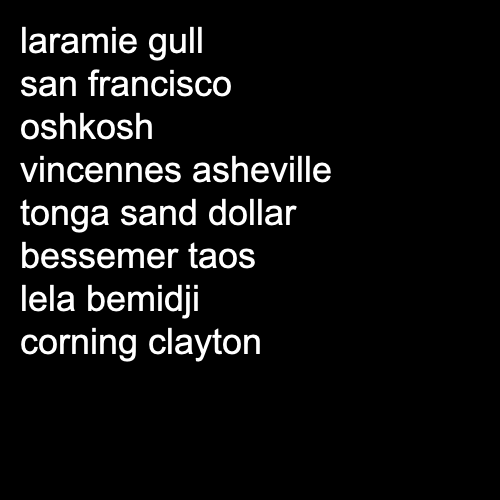 laramie gull
san francisco
oshkosh
vincennes asheville
tonga sand dollar
bessemer taos
lela bemidji
corning clayton